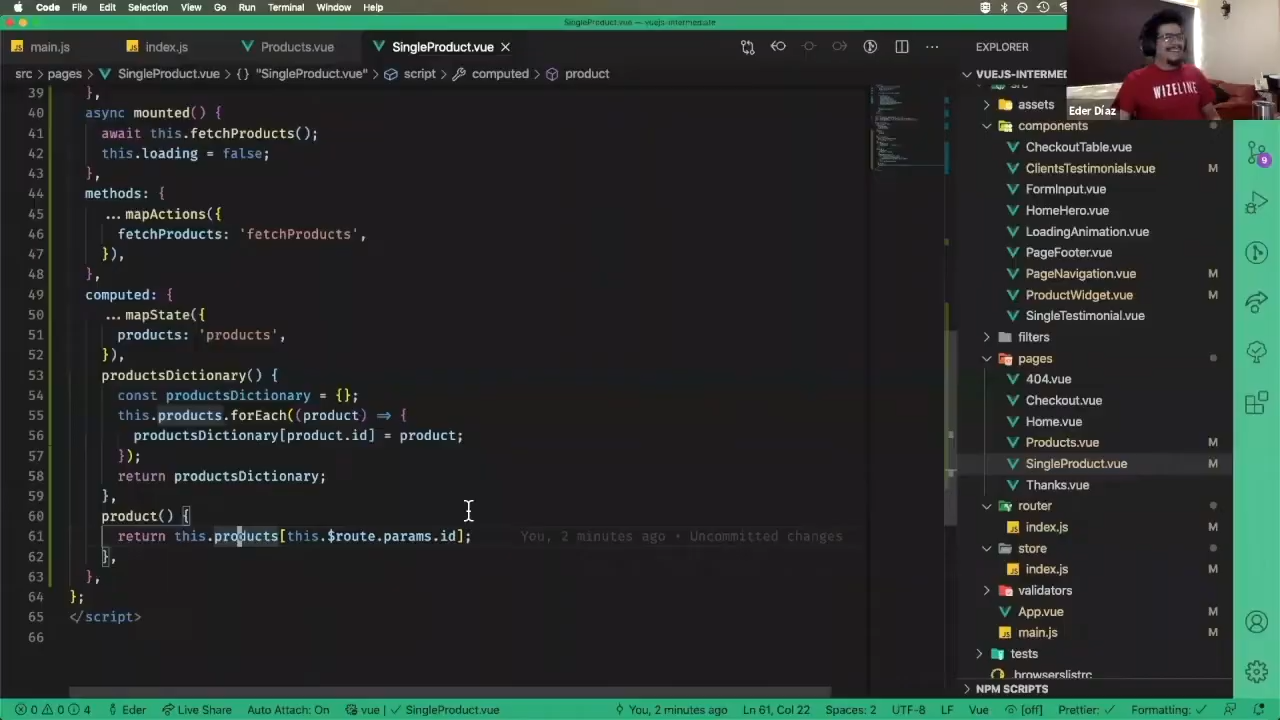 Code File Edit Selection View Go Run Terminal Window Help
SingleProduct.vue — vuejs-intermediate
main.js index.js Products.vue SingleProduct.vue
EXPLORER
src > pages > SingleProduct.vue > {} "SingleProduct.vue" > script > computed > product
VUEJS-INTERMED
WIZELINE
Eder Díaz
39 },
40 async mounted() {
41 await this.fetchProducts();
42 this.loading = false;
43 },
44 methods: {
45 ...mapActions({
46 fetchProducts: 'fetchProducts',
47 }),
48 },
49 computed: {
50 ...mapState({
51 products: 'products',
52 }),
53 productsDictionary() {
54 const productsDictionary = {};
55 this.products.forEach((product) => {
56 productsDictionary[product.id] = product;
57 });
58 return productsDictionary;
59 },
60 product() {
61 return this.products[this.$route.params.id]; You, 2 minutes ago • Uncommitted changes
62 },
63 },
64 };
65 </script>
66
src
assets
components
CheckoutTable.vue
ClientsTestimonials.vue M
FormInput.vue
HomeHero.vue
LoadingAnimation.vue
PageFooter.vue
PageNavigation.vue M
ProductWidget.vue M
SingleTestimonial.vue
filters
pages
404.vue
Checkout.vue
Home.vue
Products.vue M
SingleProduct.vue M
Thanks.vue
router
index.js M
store
index.js M
validators
App.vue M
main.js M
tests
.browserslistrc
NPM SCRIPTS
9
0 0 4 Eder Live Share Auto Attach: On vue | SingleProduct.vue You, 2 minutes ago Ln 61, Col 22 Spaces: 2 UTF-8 LF Vue [off] Prettier: ✓ Formatting: ✓